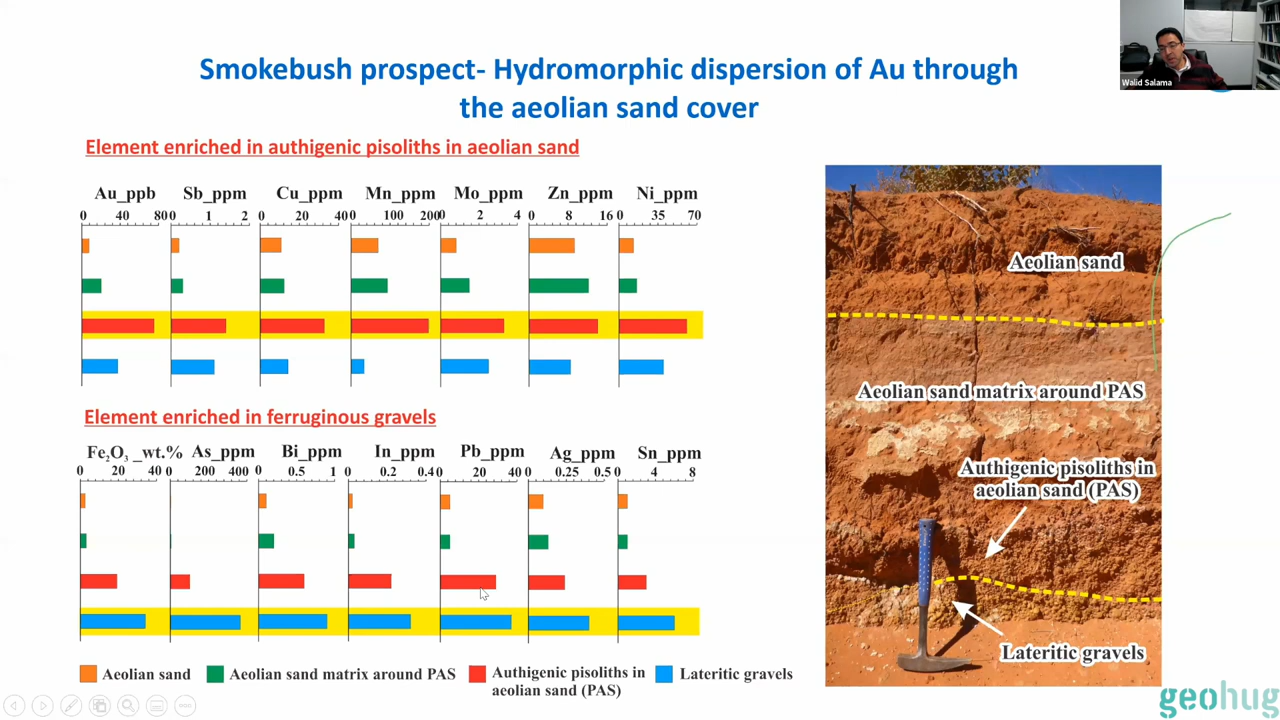 Smokebush prospect- Hydromorphic dispersion of Au through
the aeolian sand cover
Walid Salama
Element enriched in authigenic pisoliths in aeolian sand
Au_ppb Sb_ppm Cu_ppm Mn_ppm Mo_ppm Zn_ppm Ni_ppm
0 40 80 0 1 2 0 20 40 0 100 200 0 2 4 0 8 16 0 35 70
Element enriched in ferruginous gravels
Fe₂O₃_wt.% As_ppm Bi_ppm In_ppm Pb_ppm Ag_ppm Sn_ppm
0 20 40 0 200 400 0 0.5 1 0 0.2 0.4 0 20 40 0 0.25 0.5 0 4 8
Aeolian sand
Aeolian sand matrix around PAS
Authigenic pisoliths in
aeolian sand (PAS)
Lateritic gravels
Aeolian sand
Aeolian sand matrix around PAS
Authigenic pisoliths in
aeolian sand (PAS)
Lateritic gravels
geohug